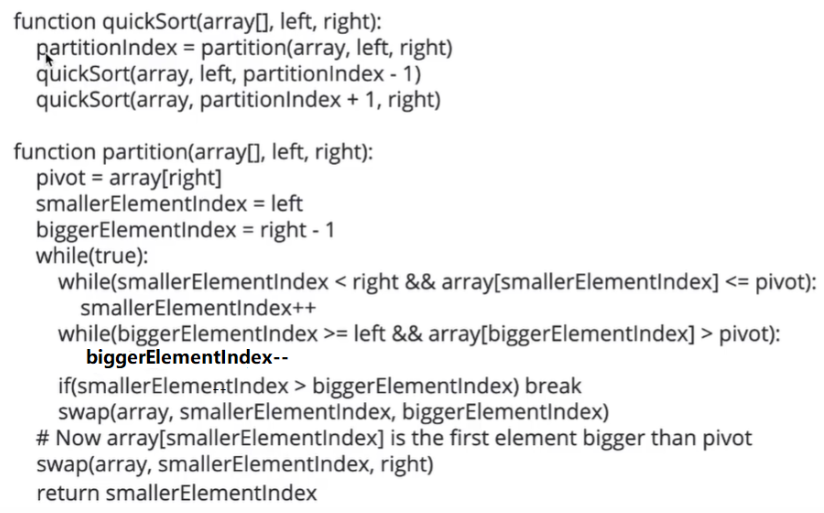 function quickSort(array[], left, right):
partitionIndex = partition(array, left, right)
quickSort(array, left, partitionIndex - 1)
quickSort(array, partitionIndex + 1, right)
function partition(array[], left, right):
pivot = array[right]
smallerElementIndex = left
biggerElementIndex = right - 1
while(true):
while(smallerElementIndex < right && array[smallerElementIndex] <= pivot):
smallerElementIndex++
while(biggerElementIndex >= left && array[biggerElementIndex] > pivot):
biggerElementIndex--
if(smallerElementIndex > biggerElementIndex) break
swap(array, smallerElementIndex, biggerElementIndex)
# Now array[smallerElementIndex] is the first element bigger than pivot
swap(array, smallerElementIndex, right)
return smallerElementIndex